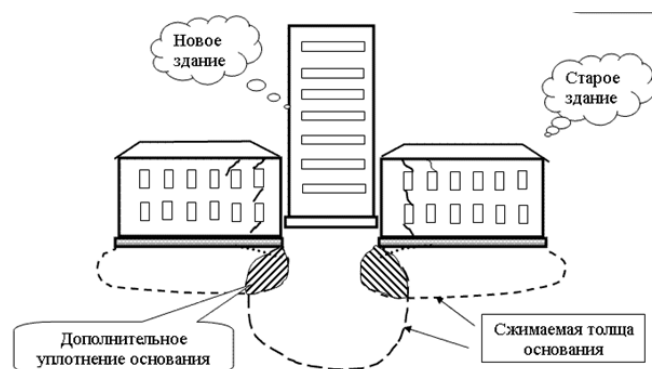 Новое
здание
Старое
здание
Дополнительное
уплотнение основания
Сжимаемая толща
основания